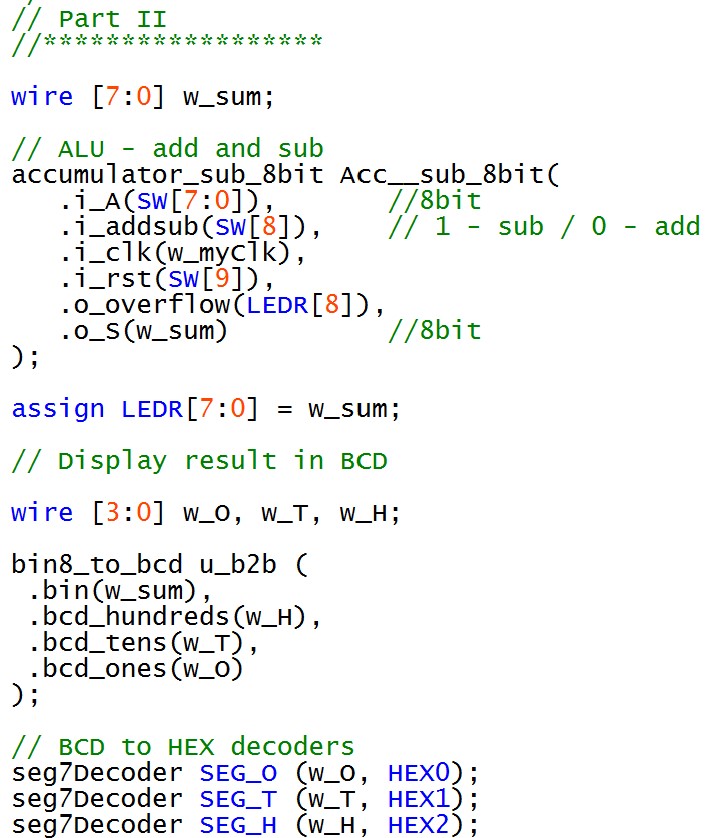 // Part II
//******************
wire [7:0] w_sum;
// ALU - add and sub
accumulator_sub_8bit Acc__sub_8bit(
   .i_A(SW[7:0]),       //8bit
   .i_addsub(SW[8]),    // 1 - sub / 0 - add
   .i_clk(w_myClk),
   .i_rst(SW[9]),
   .o_overflow(LEDR[8]),
   .o_S(w_sum)          //8bit
);
assign LEDR[7:0] = w_sum;
// Display result in BCD
wire [3:0] w_O, w_T, w_H;
bin8_to_bcd u_b2b (
 .bin(w_sum),
 .bcd_hundreds(w_H),
 .bcd_tens(w_T),
 .bcd_ones(w_O)
);
// BCD to HEX decoders
seg7Decoder SEG_O (w_O, HEX0);
seg7Decoder SEG_T (w_T, HEX1);
seg7Decoder SEG_H (w_H, HEX2);